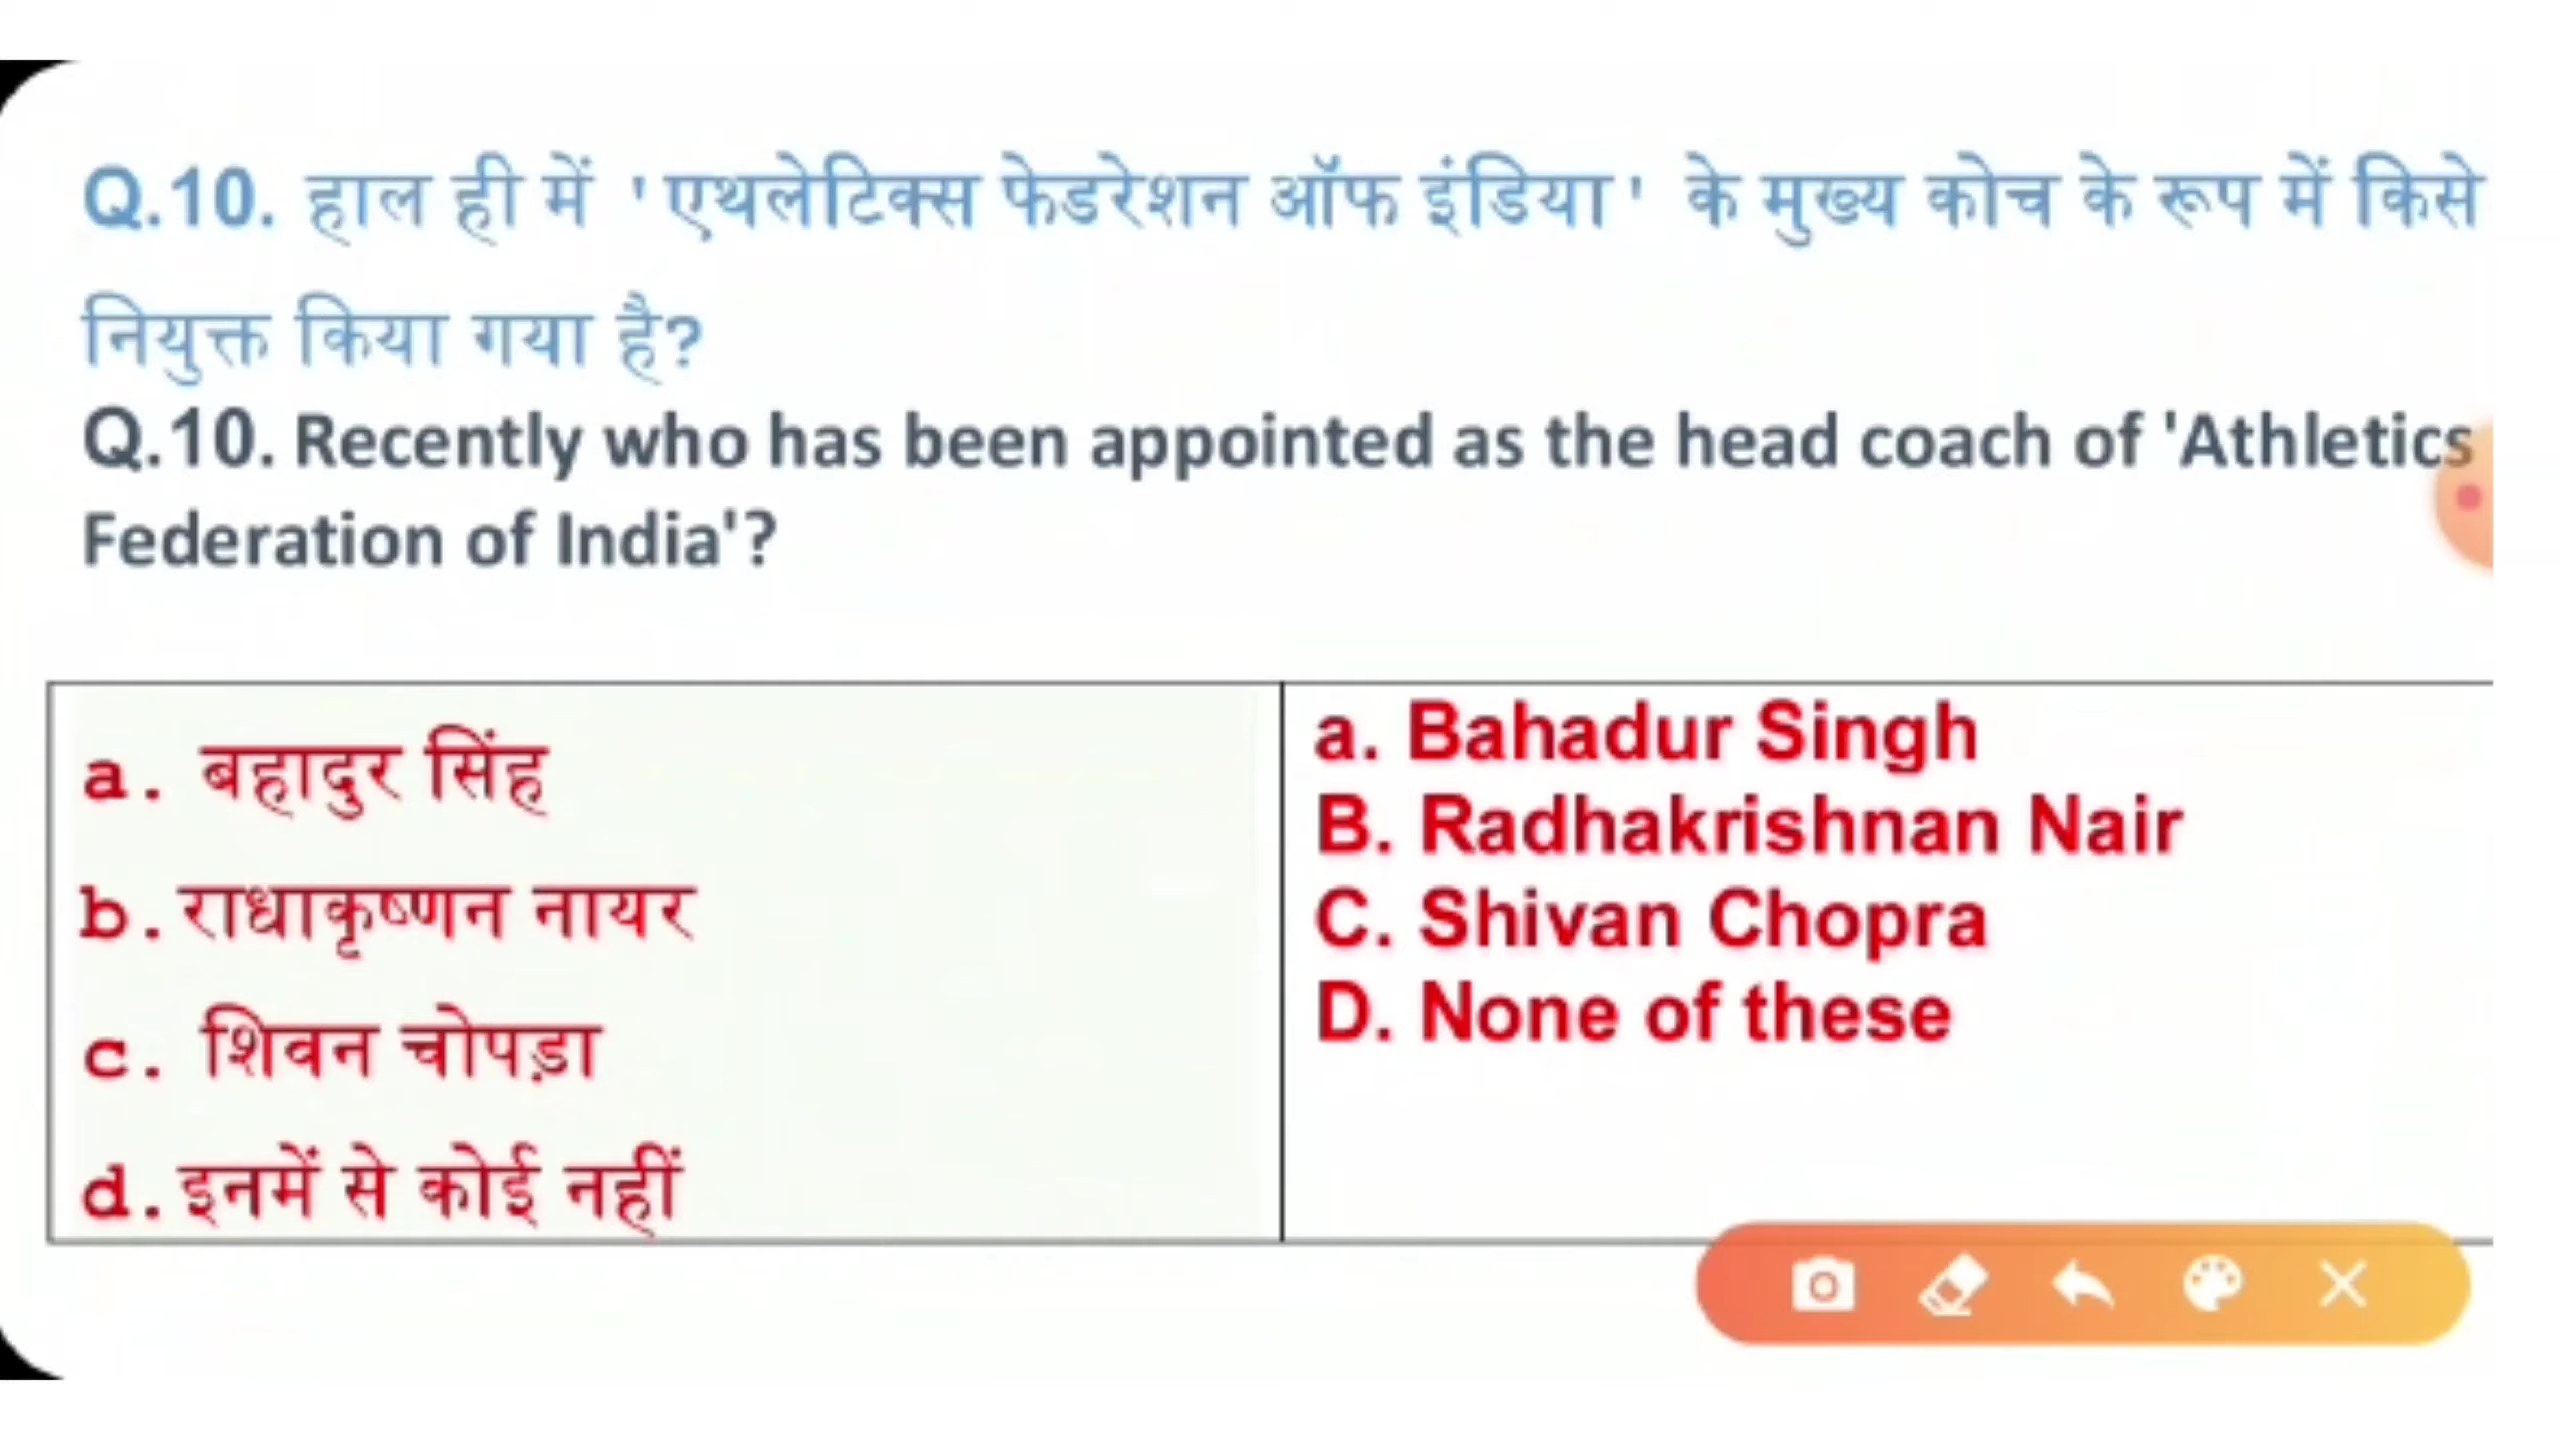 Q.10. हाल ही में 'एथलेटिक्स फेडरेशन ऑफ इंडिया' के मुख्य कोच के रूप में किसे
नियुक्त किया गया है?
Q.10. Recently who has been appointed as the head coach of 'Athletics
Federation of India'?
a. बहादुर सिंह
b. राधाकृष्णन नायर
c. शिवन चोपड़ा
d. इनमें से कोई नहीं
a. Bahadur Singh
B. Radhakrishnan Nair
C. Shivan Chopra
D. None of these